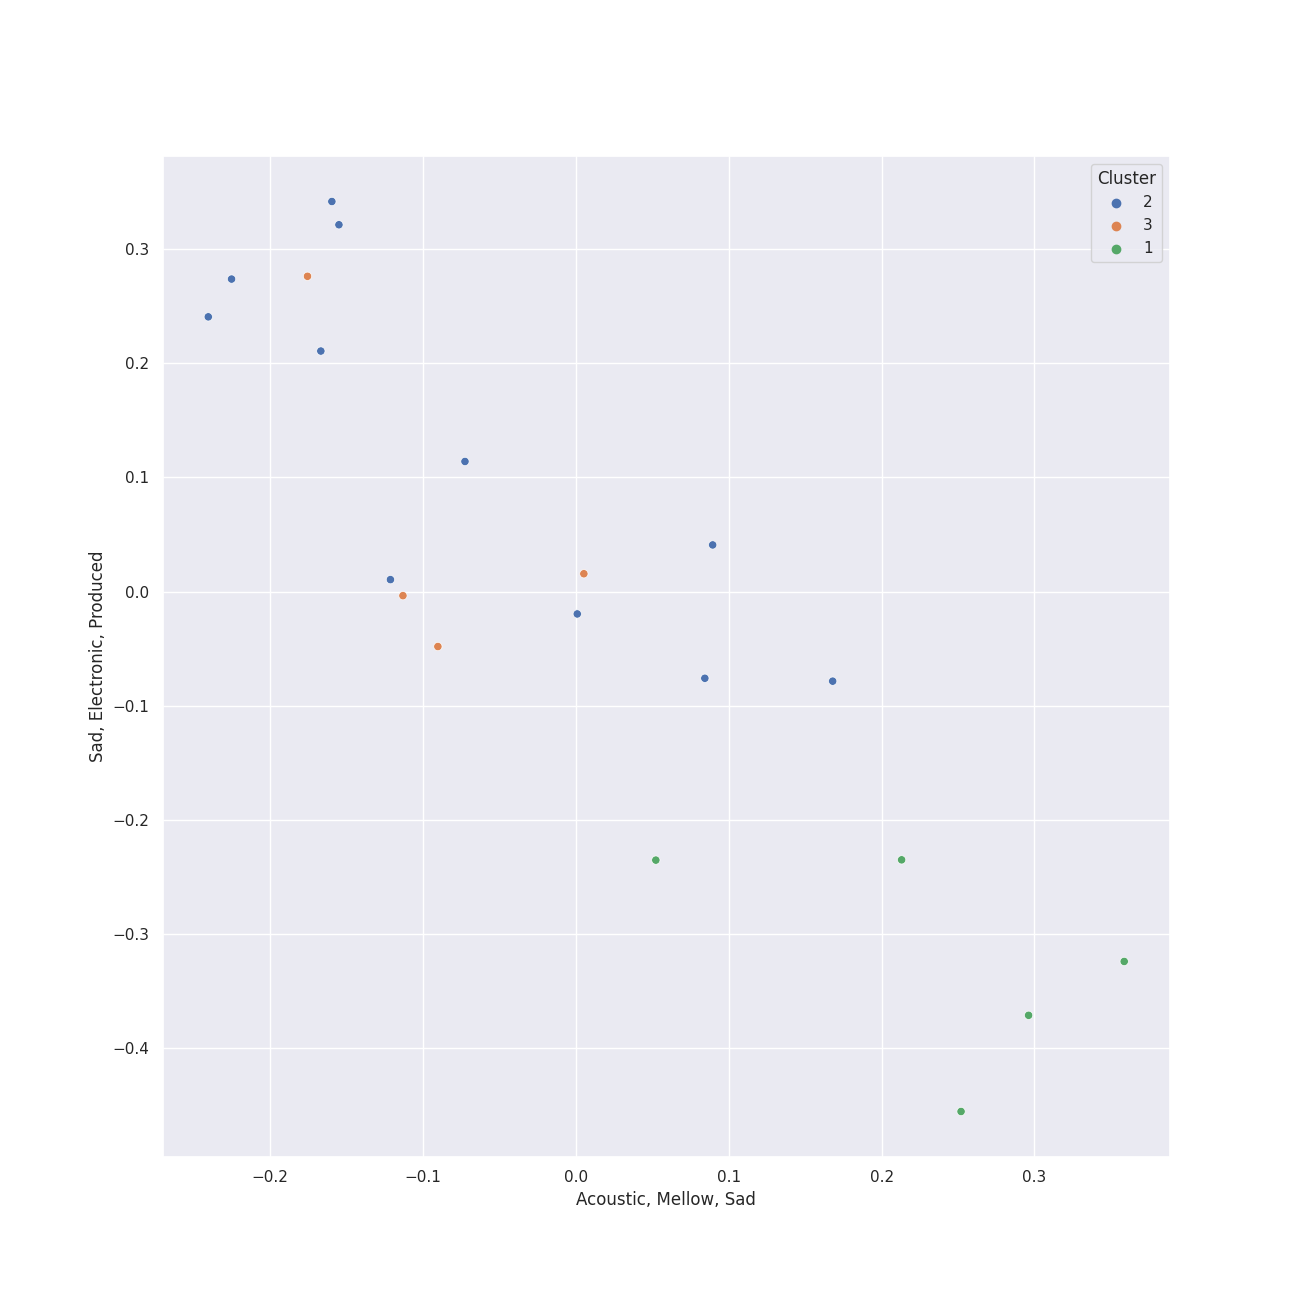 Cluster
2
3
1
0.3
0.2
0.1
0.0
−0.1
−0.2
−0.3
−0.4
Sad, Electronic, Produced
−0.2 −0.1 0.0 0.1 0.2 0.3
Acoustic, Mellow, Sad